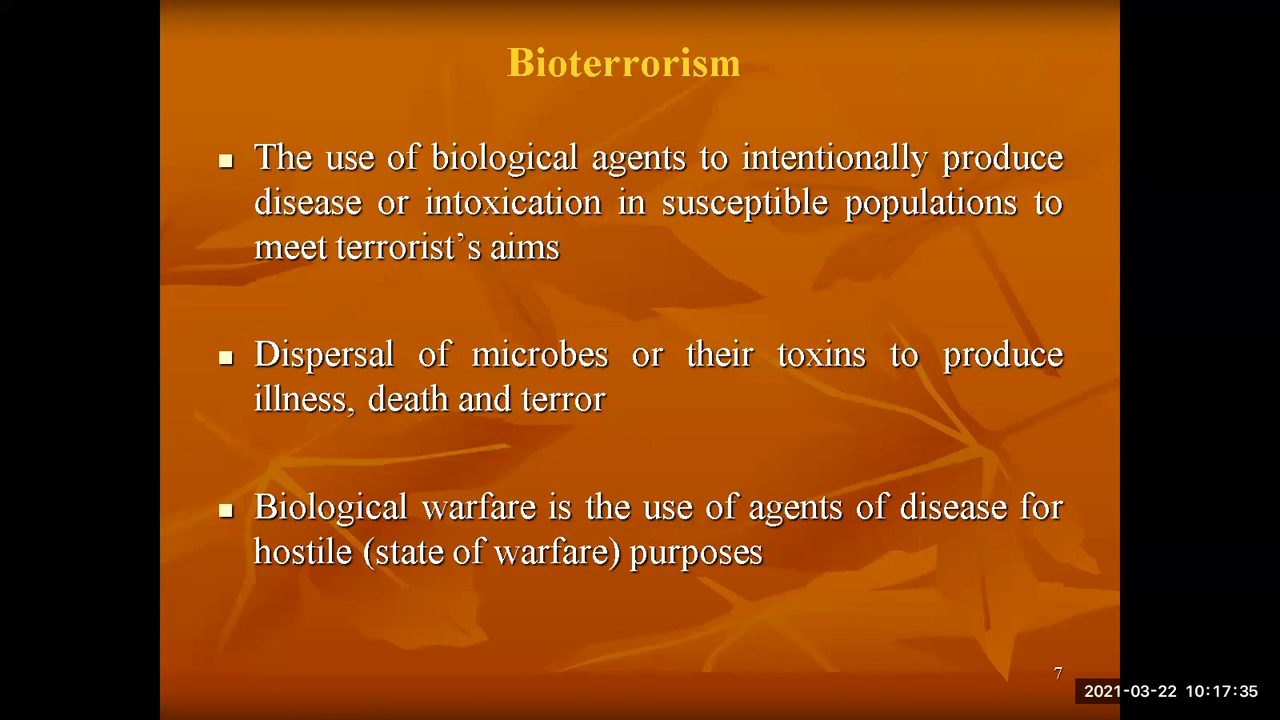 Bioterrorism
The use of biological agents to intentionally produce
disease or intoxication in susceptible populations to
meet terrorist’s aims
Dispersal of microbes or their toxins to produce
illness, death and terror
Biological warfare is the use of agents of disease for
hostile (state of warfare) purposes
7
2021-03-22 10:17:35